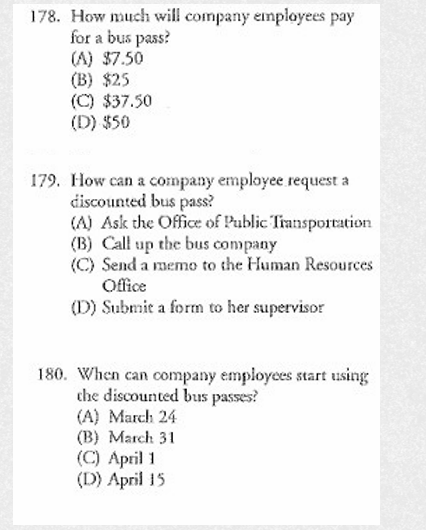 178. How much will company employees pay
for a bus pass?
(A) $7.50
(B) $25
(C) $37.50
(D) $50
179. How can a company employee request a
discounted bus pass?
(A) Ask the Office of Public Transportation
(B) Call up the bus company
(C) Send a memo to the Human Resources
Office
(D) Submit a form to her supervisor
180. When can company employees start using
the discounted bus passes?
(A) March 24
(B) March 31
(C) April 1
(D) April 15